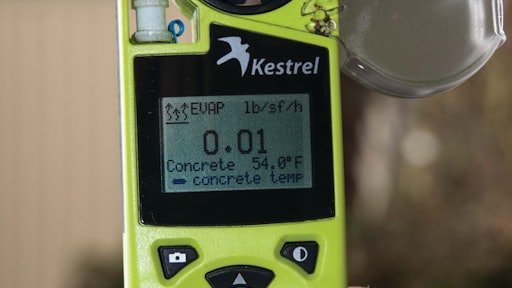 Kestrel
EVAP lb/sf/h
0.01
Concrete 54.0°F
concrete temp